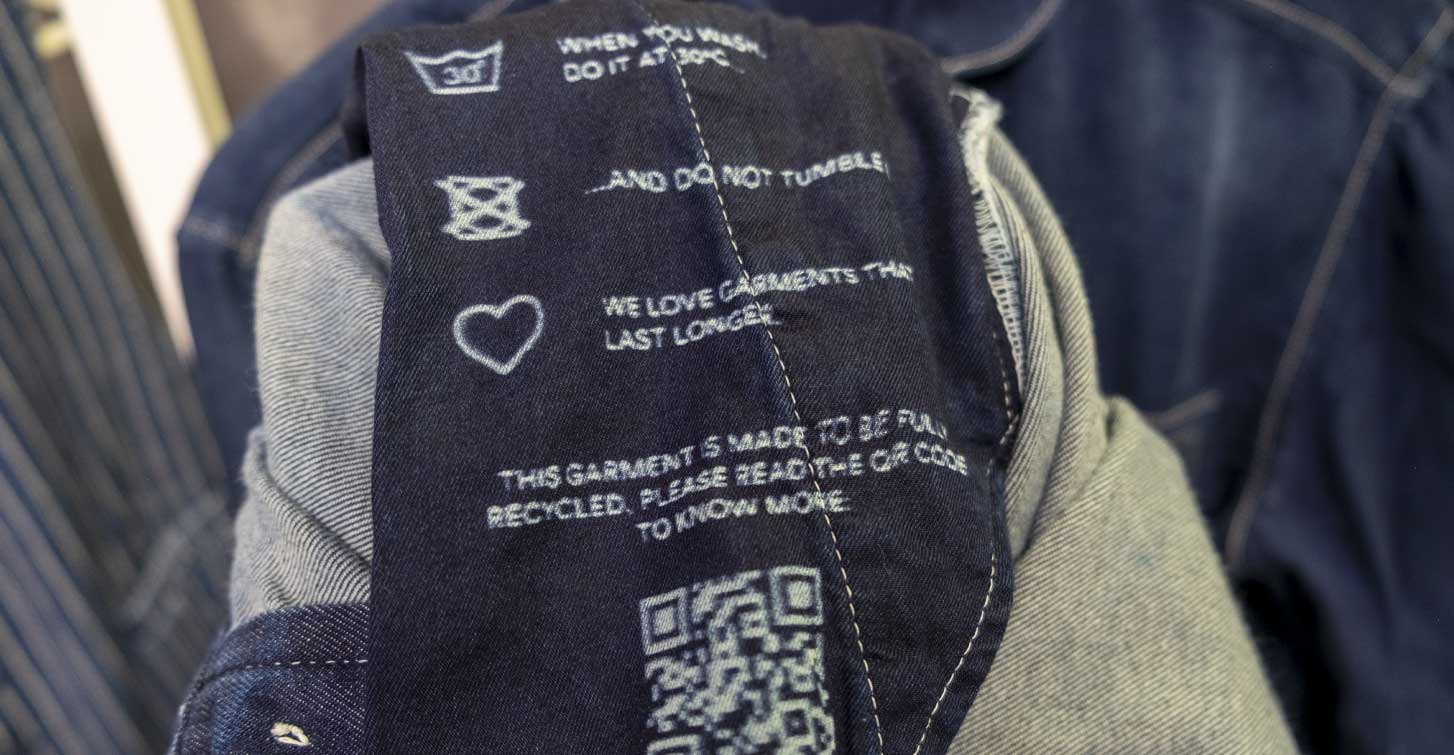 30°
WHEN YOU WASH,
DO IT AT 30ºC
...AND DO NOT TUMBLE
WE LOVE GARMENTS THAT
LAST LONGER.
THIS GARMENT IS MADE TO BE FULLY
RECYCLED. PLEASE READ THE QR CODE
TO KNOW MORE.